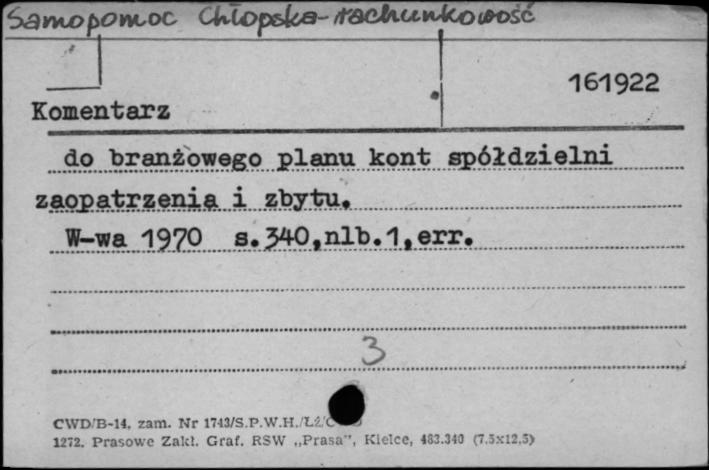 Samopomoc Chłopska-rachunkowość
161922
Komentarz
do branżowego planu kont spółdzielni
zaopatrzenia i zbytu.
W-wa 1970 s.340,nlb.1,err.
3
CWD/B-14, zam. Nr 1743/S.P.W.H./ŁŻ/
1272. Prasowe Zakł. Graf. RSW „Prasa", Kielce, 483.340 (7,5x12,5)